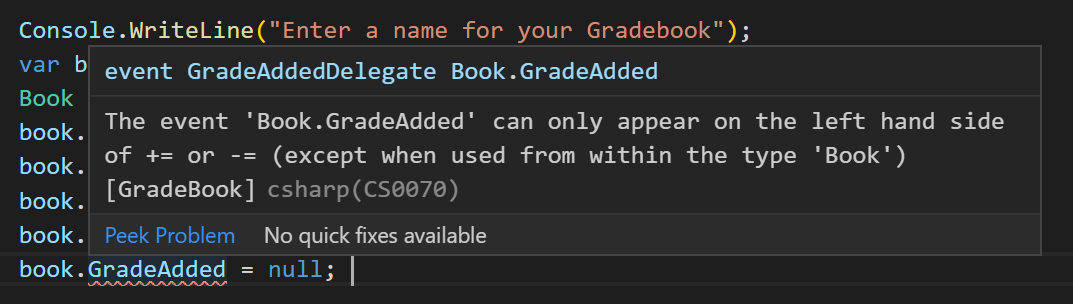 Console.WriteLine("Enter a name for your Gradebook");
var b
event GradeAddedDelegate Book.GradeAdded
Book
The event 'Book.GradeAdded' can only appear on the left hand side
book.
of += or -= (except when used from within the type 'Book')
book.
[GradeBook] csharp(CS0070)
book.
book.
Peek Problem No quick fixes available
book.GradeAdded = null;